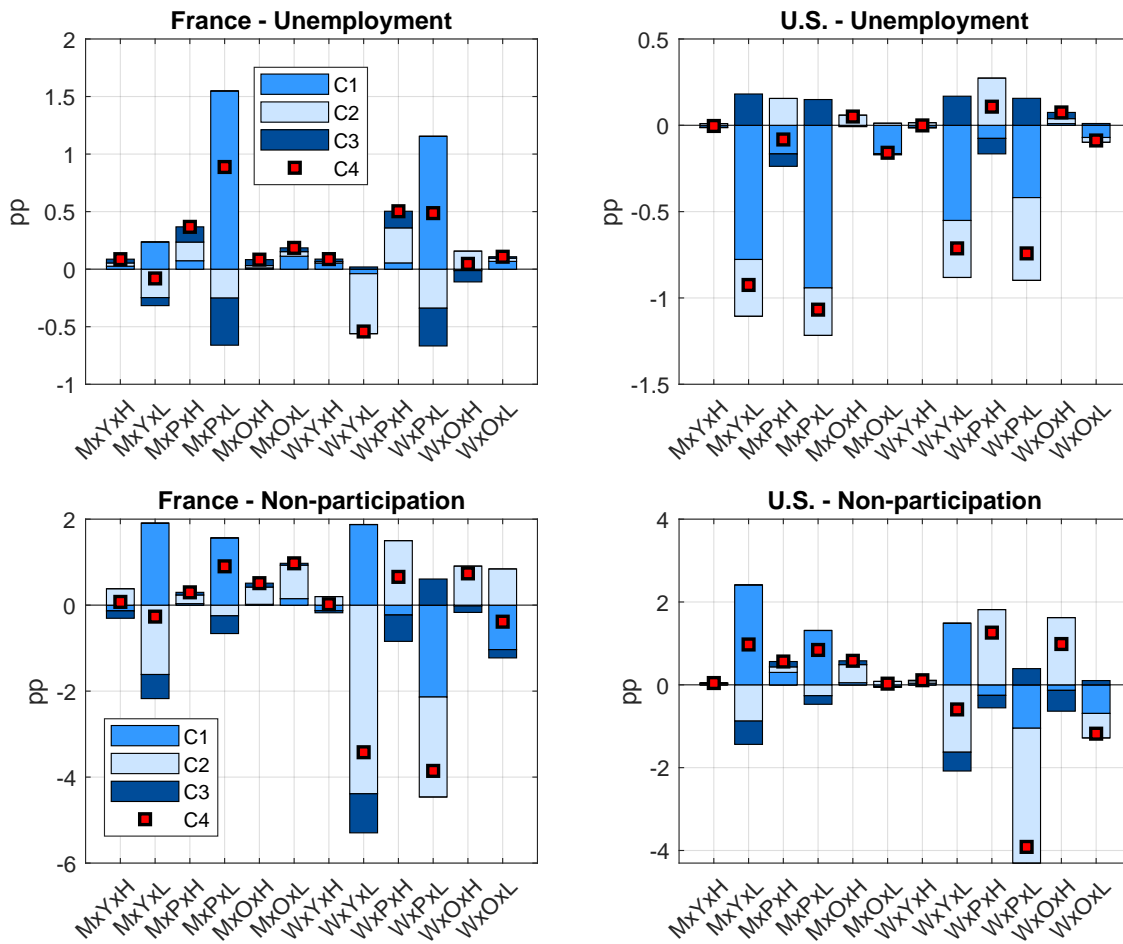 France - Unemployment
pp
2
1.5
1
0.5
0
-0.5
-1
C1
C2
C3
C4
MxYxH
MxYxL
MxPxH
MxPxL
MxOxH
MxOxL
WxYxH
WxYxL
WxPxH
WxPxL
WxOxH
WxOxL
U.S. - Unemployment
pp
0.5
0
-0.5
-1
-1.5
MxYxH
MxYxL
MxPxH
MxPxL
MxOxH
MxOxL
WxYxH
WxYxL
WxPxH
WxPxL
WxOxH
WxOxL
France - Non-participation
pp
2
0
-2
-4
-6
C1
C2
C3
C4
MxYxH
MxYxL
MxPxH
MxPxL
MxOxH
MxOxL
WxYxH
WxYxL
WxPxH
WxPxL
WxOxH
WxOxL
U.S. - Non-participation
pp
4
2
0
-2
-4
MxYxH
MxYxL
MxPxH
MxPxL
MxOxH
MxOxL
WxYxH
WxYxL
WxPxH
WxPxL
WxOxH
WxOxL